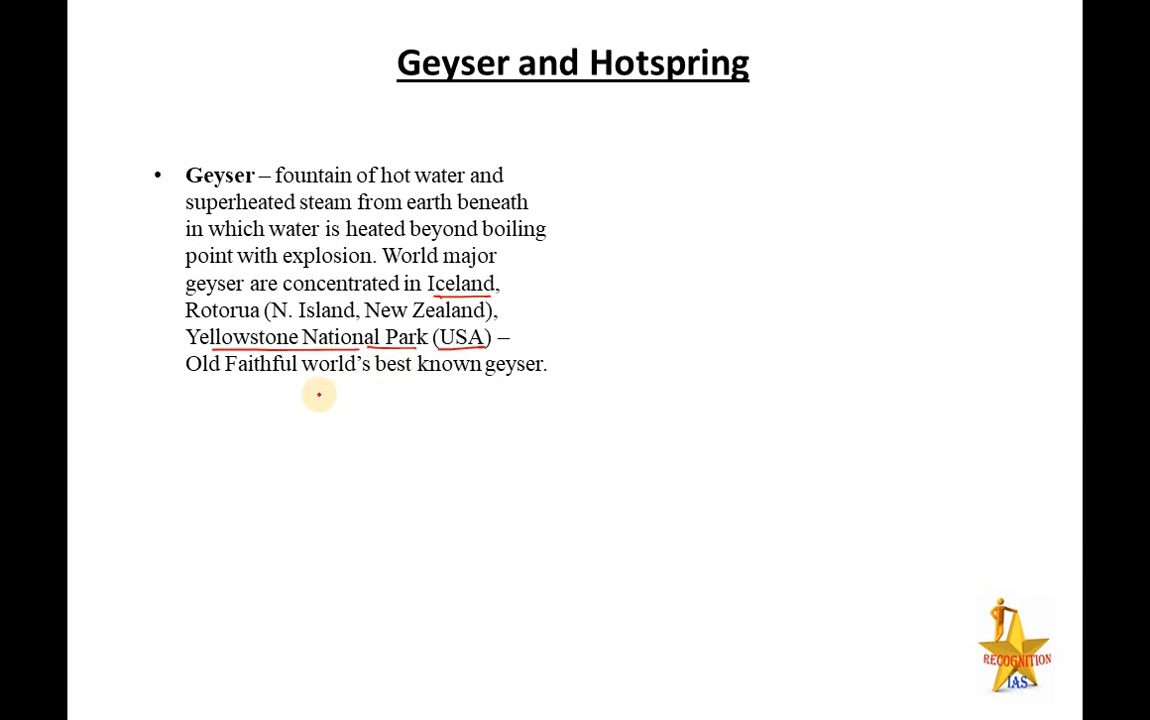 Geyser and Hotspring
• Geyser – fountain of hot water and
superheated steam from earth beneath
in which water is heated beyond boiling
point with explosion. World major
geyser are concentrated in Iceland,
Rotorua (N. Island, New Zealand),
Yellowstone National Park (USA) –
Old Faithful world’s best known geyser.
RECOGNITION
IAS